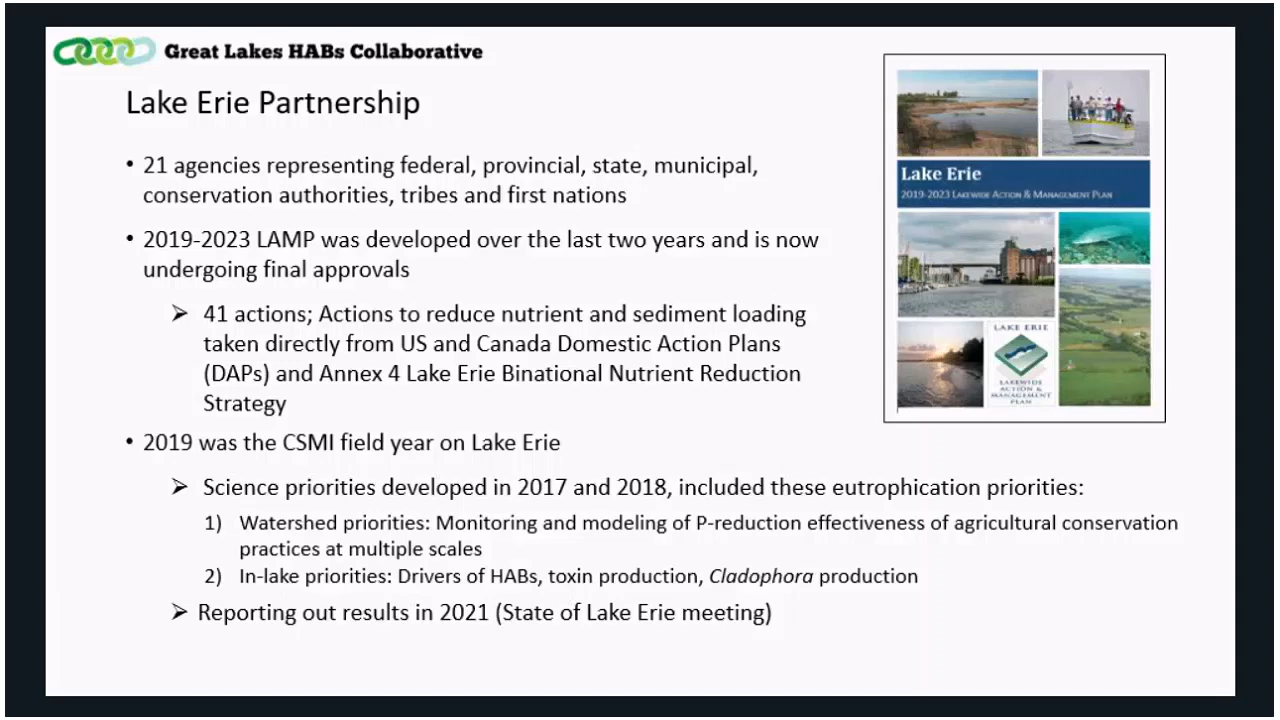 Great Lakes HABs Collaborative
Lake Erie Partnership
• 21 agencies representing federal, provincial, state, municipal,
conservation authorities, tribes and first nations
• 2019-2023 LAMP was developed over the last two years and is now
undergoing final approvals
➢ 41 actions; Actions to reduce nutrient and sediment loading
taken directly from US and Canada Domestic Action Plans
(DAPs) and Annex 4 Lake Erie Binational Nutrient Reduction
Strategy
• 2019 was the CSMI field year on Lake Erie
➢ Science priorities developed in 2017 and 2018, included these eutrophication priorities:
1) Watershed priorities: Monitoring and modeling of P-reduction effectiveness of agricultural conservation
practices at multiple scales
2) In-lake priorities: Drivers of HABs, toxin production, Cladophora production
➢ Reporting out results in 2021 (State of Lake Erie meeting)
Lake Erie
2019-2023 Lakewide Action & Management Plan
LAKE ERIE
LAKEWIDE
ACTION &
MANAGEMENT
PLAN